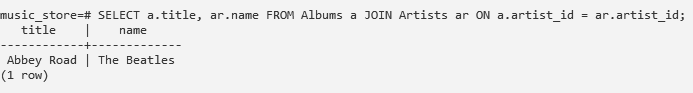 music_store=# SELECT a.title, ar.name FROM Albums a JOIN Artists ar ON a.artist_id = ar.artist_id;
   title    |    name
------------+-------------
 Abbey Road | The Beatles
(1 row)